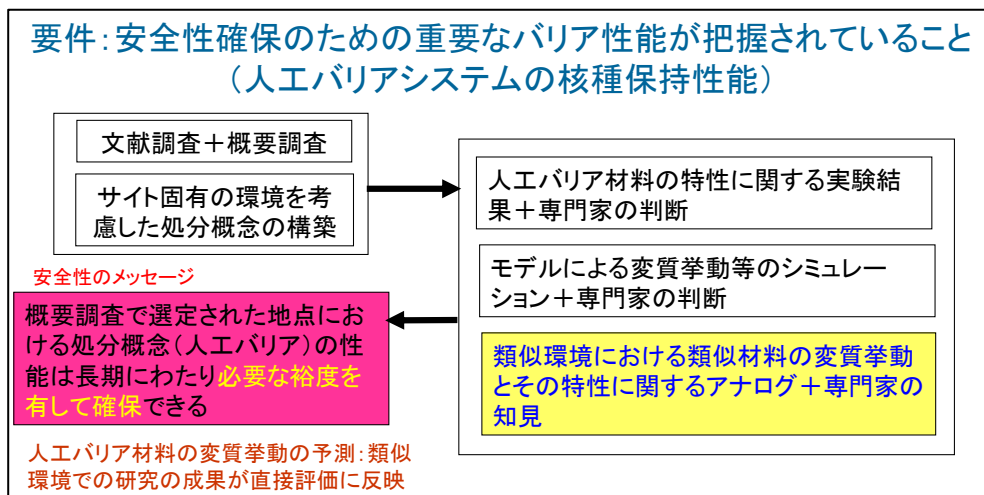 要件:安全性確保のための重要なバリア性能が把握されていること
(人工バリアシステムの核種保持性能)
文献調査+概要調査
サイト固有の環境を考
慮した処分概念の構築
人工バリア材料の特性に関する実験結
果+専門家の判断
モデルによる変質挙動等のシミュレー
ション+専門家の判断
類似環境における類似材料の変質挙動
とその特性に関するアナログ+専門家の
知見
安全性のメッセージ
概要調査で選定された地点にお
ける処分概念(人工バリア)の性
能は長期にわたり必要な裕度を
有して確保できる
人工バリア材料の変質挙動の予測:類似
環境での研究の成果が直接評価に反映